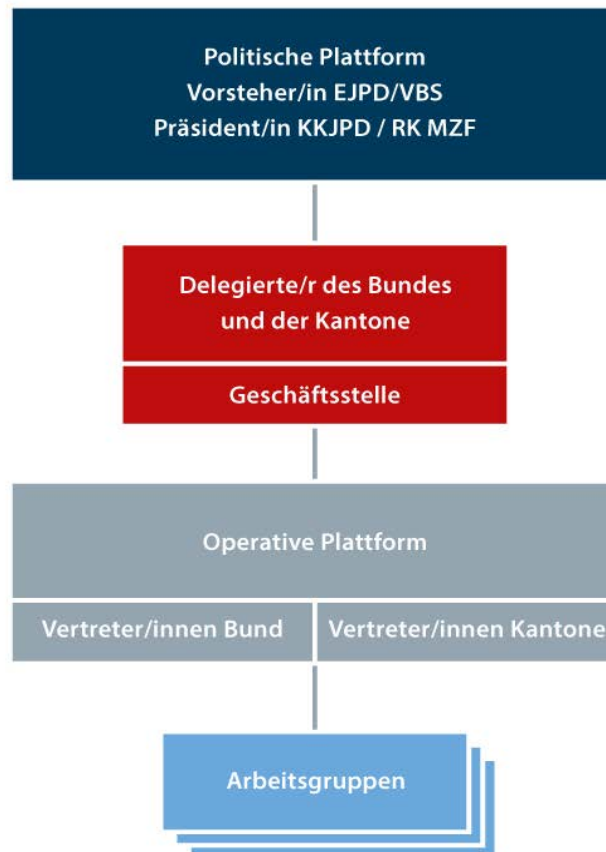 Politische Plattform
Vorsteher/in EJPD/VBS
Präsident/in KKJPD / RK MZF
Delegierte/r des Bundes
und der Kantone
Geschäftsstelle
Operative Plattform
Vertreter/innen Bund
Vertreter/innen Kantone
Arbeitsgruppen